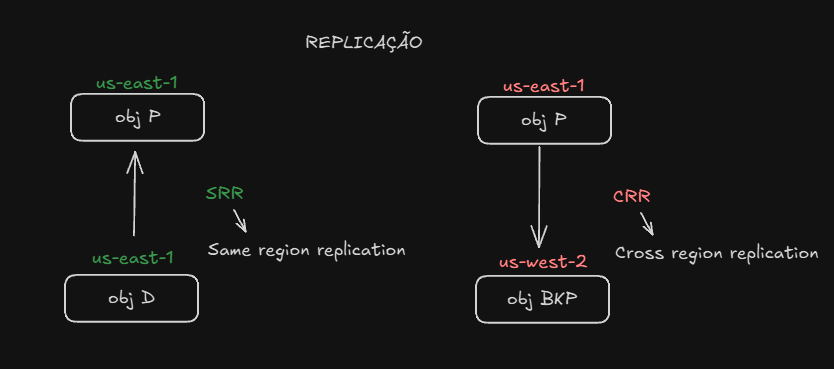 REPLICAÇÃO
us-east-1
obj P
SRR
Same region replication
us-east-1
obj D
us-east-1
obj P
CRR
Cross region replication
us-west-2
obj BKP